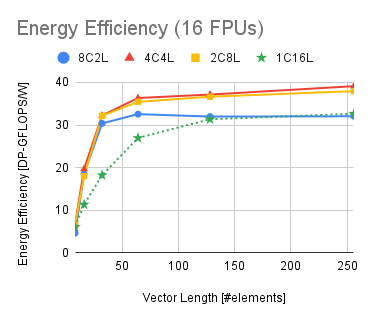 Energy Efficiency (16 FPUs)
8C2L 4C4L 2C8L 1C16L
Energy Efficiency [DP-GFLOPS/W]
40
30
20
10
0
50 100 150 200 250
Vector Length [#elements]